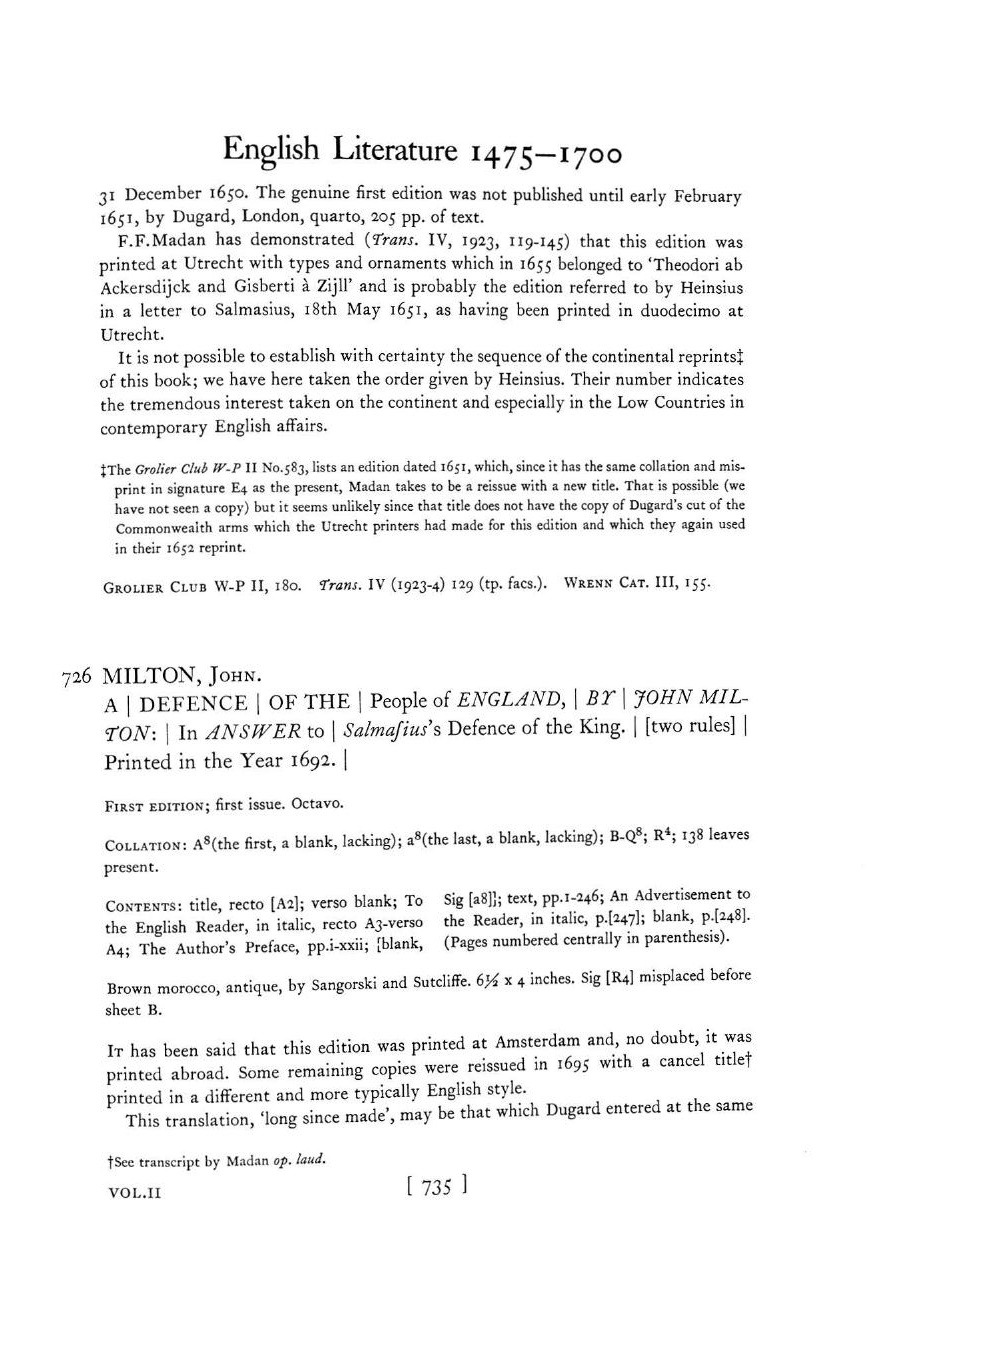 English Literature 1475—1700
31 December 1650. The genuine first edition was not published until early February
1651, by Dugard, London, quarto, 205 pp. of text.
F.F.Madan has demonstrated (Trans. IV, 1923, 119-145) that this edition was
printed at Utrecht with types and ornaments which in 1655 belonged to ‘Theodori ab
Ackersdijck and Gisberti à Zijll’ and is probably the edition referred to by Heinsius
in a letter to Salmasius, 18th May 1651, as having been printed in duodecimo at
Utrecht.
It is not possible to establish with certainty the sequence of the continental reprints‡
of this book; we have here taken the order given by Heinsius. Their number indicates
the tremendous interest taken on the continent and especially in the Low Countries in
contemporary English affairs.
‡The Grolier Club W-P II No.583, lists an edition dated 1651, which, since it has the same collation and mis-
print in signature E4 as the present, Madan takes to be a reissue with a new title. That is possible (we
have not seen a copy) but it seems unlikely since that title does not have the copy of Dugard's cut of the
Commonwealth arms which the Utrecht printers had made for this edition and which they again used
in their 1652 reprint.
GROLIER CLUB W-P II, 180. Trans. IV (1923-4) 129 (tp. facs.). WRENN CAT. III, 155.
726 MILTON, JOHN.
A | DEFENCE | OF THE | People of ENGLAND, | BY | JOHN MIL-
TON: | In ANSWER to | Salmaſius's Defence of the King. | [two rules] |
Printed in the Year 1692. |
FIRST EDITION; first issue. Octavo.
COLLATION: A⁸(the first, a blank, lacking); a⁸(the last, a blank, lacking); B-Q⁸; R⁴; 138 leaves
present.
CONTENTS: title, recto [A2]; verso blank; To
the English Reader, in italic, recto A3-verso
A4; The Author's Preface, pp.i-xxii; [blank,
Sig [a8]]; text, pp.1-246; An Advertisement to
the Reader, in italic, p.[247]; blank, p.[248].
(Pages numbered centrally in parenthesis).
Brown morocco, antique, by Sangorski and Sutcliffe. 6½ x 4 inches. Sig [R4] misplaced before
sheet B.
IT has been said that this edition was printed at Amsterdam and, no doubt, it was
printed abroad. Some remaining copies were reissued in 1695 with a cancel title†
printed in a different and more typically English style.
This translation, ‘long since made’, may be that which Dugard entered at the same
†See transcript by Madan op. laud.
VOL.II
[ 735 ]